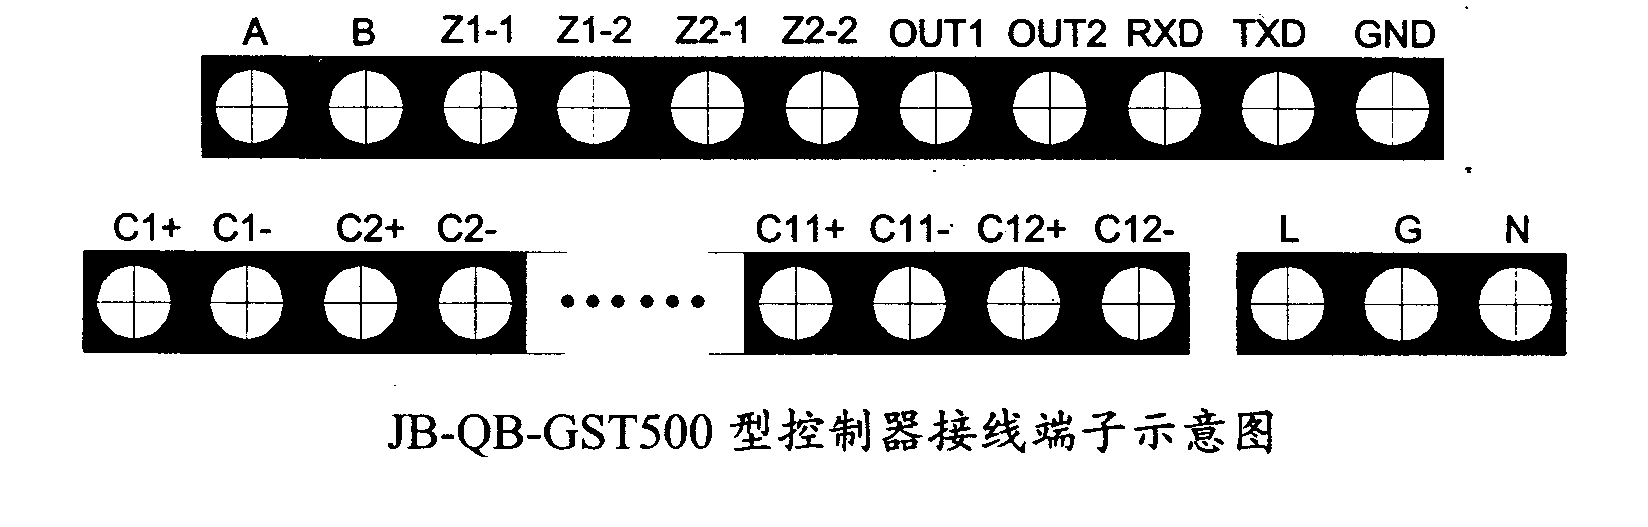 A B Z1-1 Z1-2 Z2-1 Z2-2 OUT1 OUT2 RXD TXD GND
C1+ C1- C2+ C2- •••••• C11+ C11- C12+ C12- L G N
JB-QB-GST500 型控制器接线端子示意图